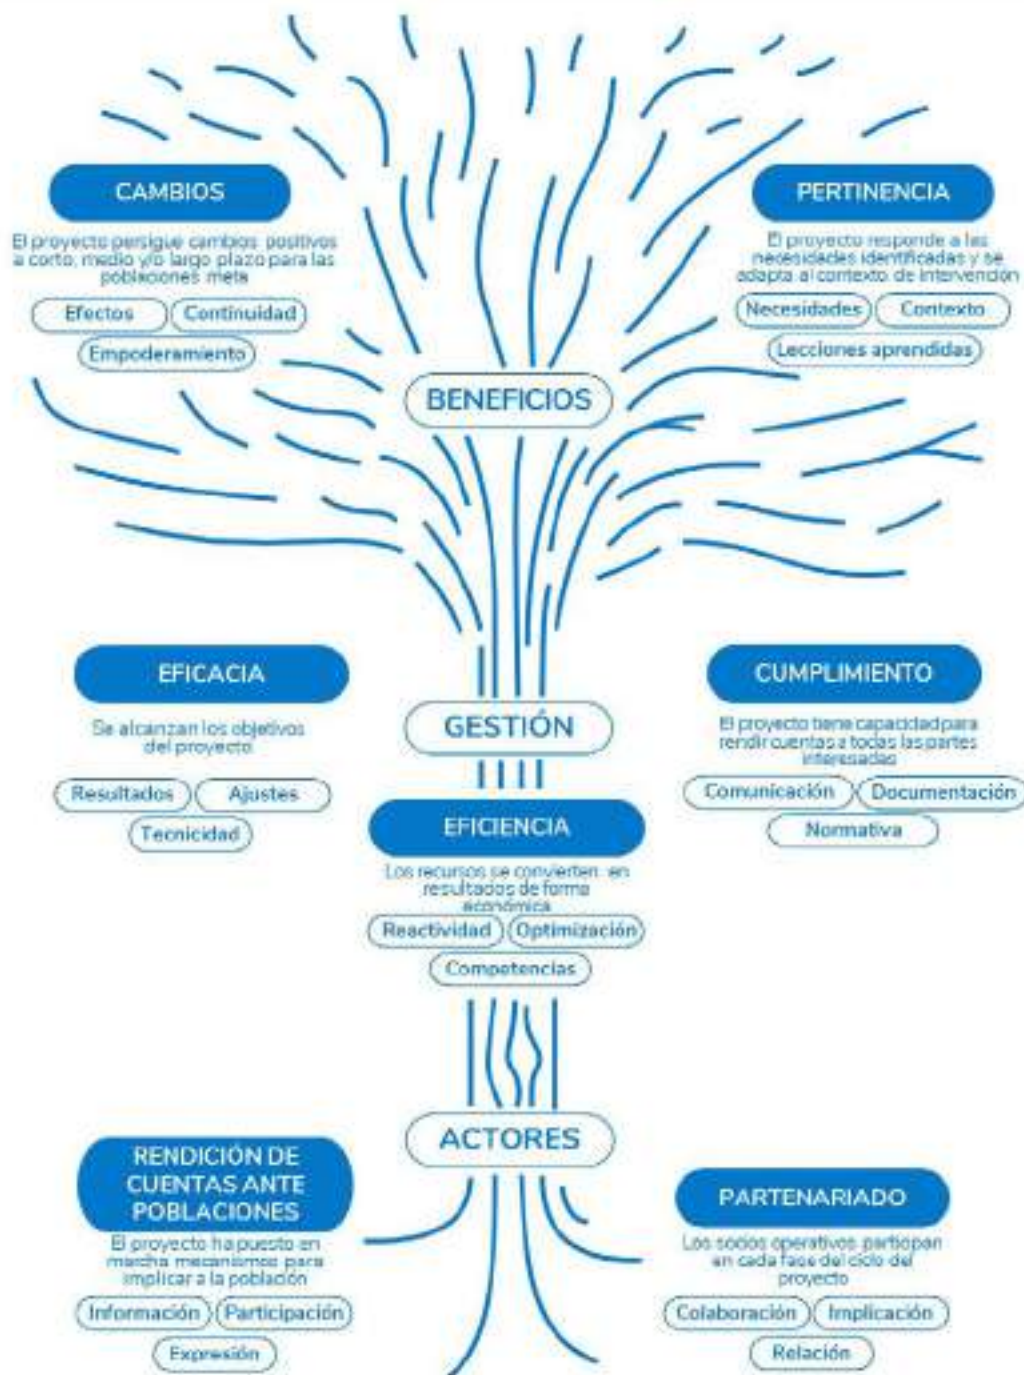 CAMBIOS
El proyecto persigue cambios positivos
a corto, medio y/o largo plazo para las
poblaciones meta
Efectos
Continuidad
Empoderamiento
PERTINENCIA
El proyecto responde a las
necesidades identificadas y se
adapta al contexto de intervención
Necesidades
Contexto
Lecciones aprendidas
BENEFICIOS
EFICACIA
Se alcanzan los objetivos
del proyecto
Resultados
Ajustes
Tecnicidad
GESTIÓN
CUMPLIMIENTO
El proyecto tiene capacidad para
rendir cuentas a todas las partes
interesadas
Comunicación
Documentación
Normativa
EFICIENCIA
Los recursos se convierten en
resultados de forma
económica
Reactividad
Optimización
Competencias
ACTORES
RENDICIÓN DE
CUENTAS ANTE
POBLACIONES
El proyecto ha puesto en
marcha mecanismos para
implicar a la población
Información
Participación
Expresión
PARTENARIADO
Los socios operativos participan
en cada fase del ciclo del
proyecto
Colaboración
Implicación
Relación